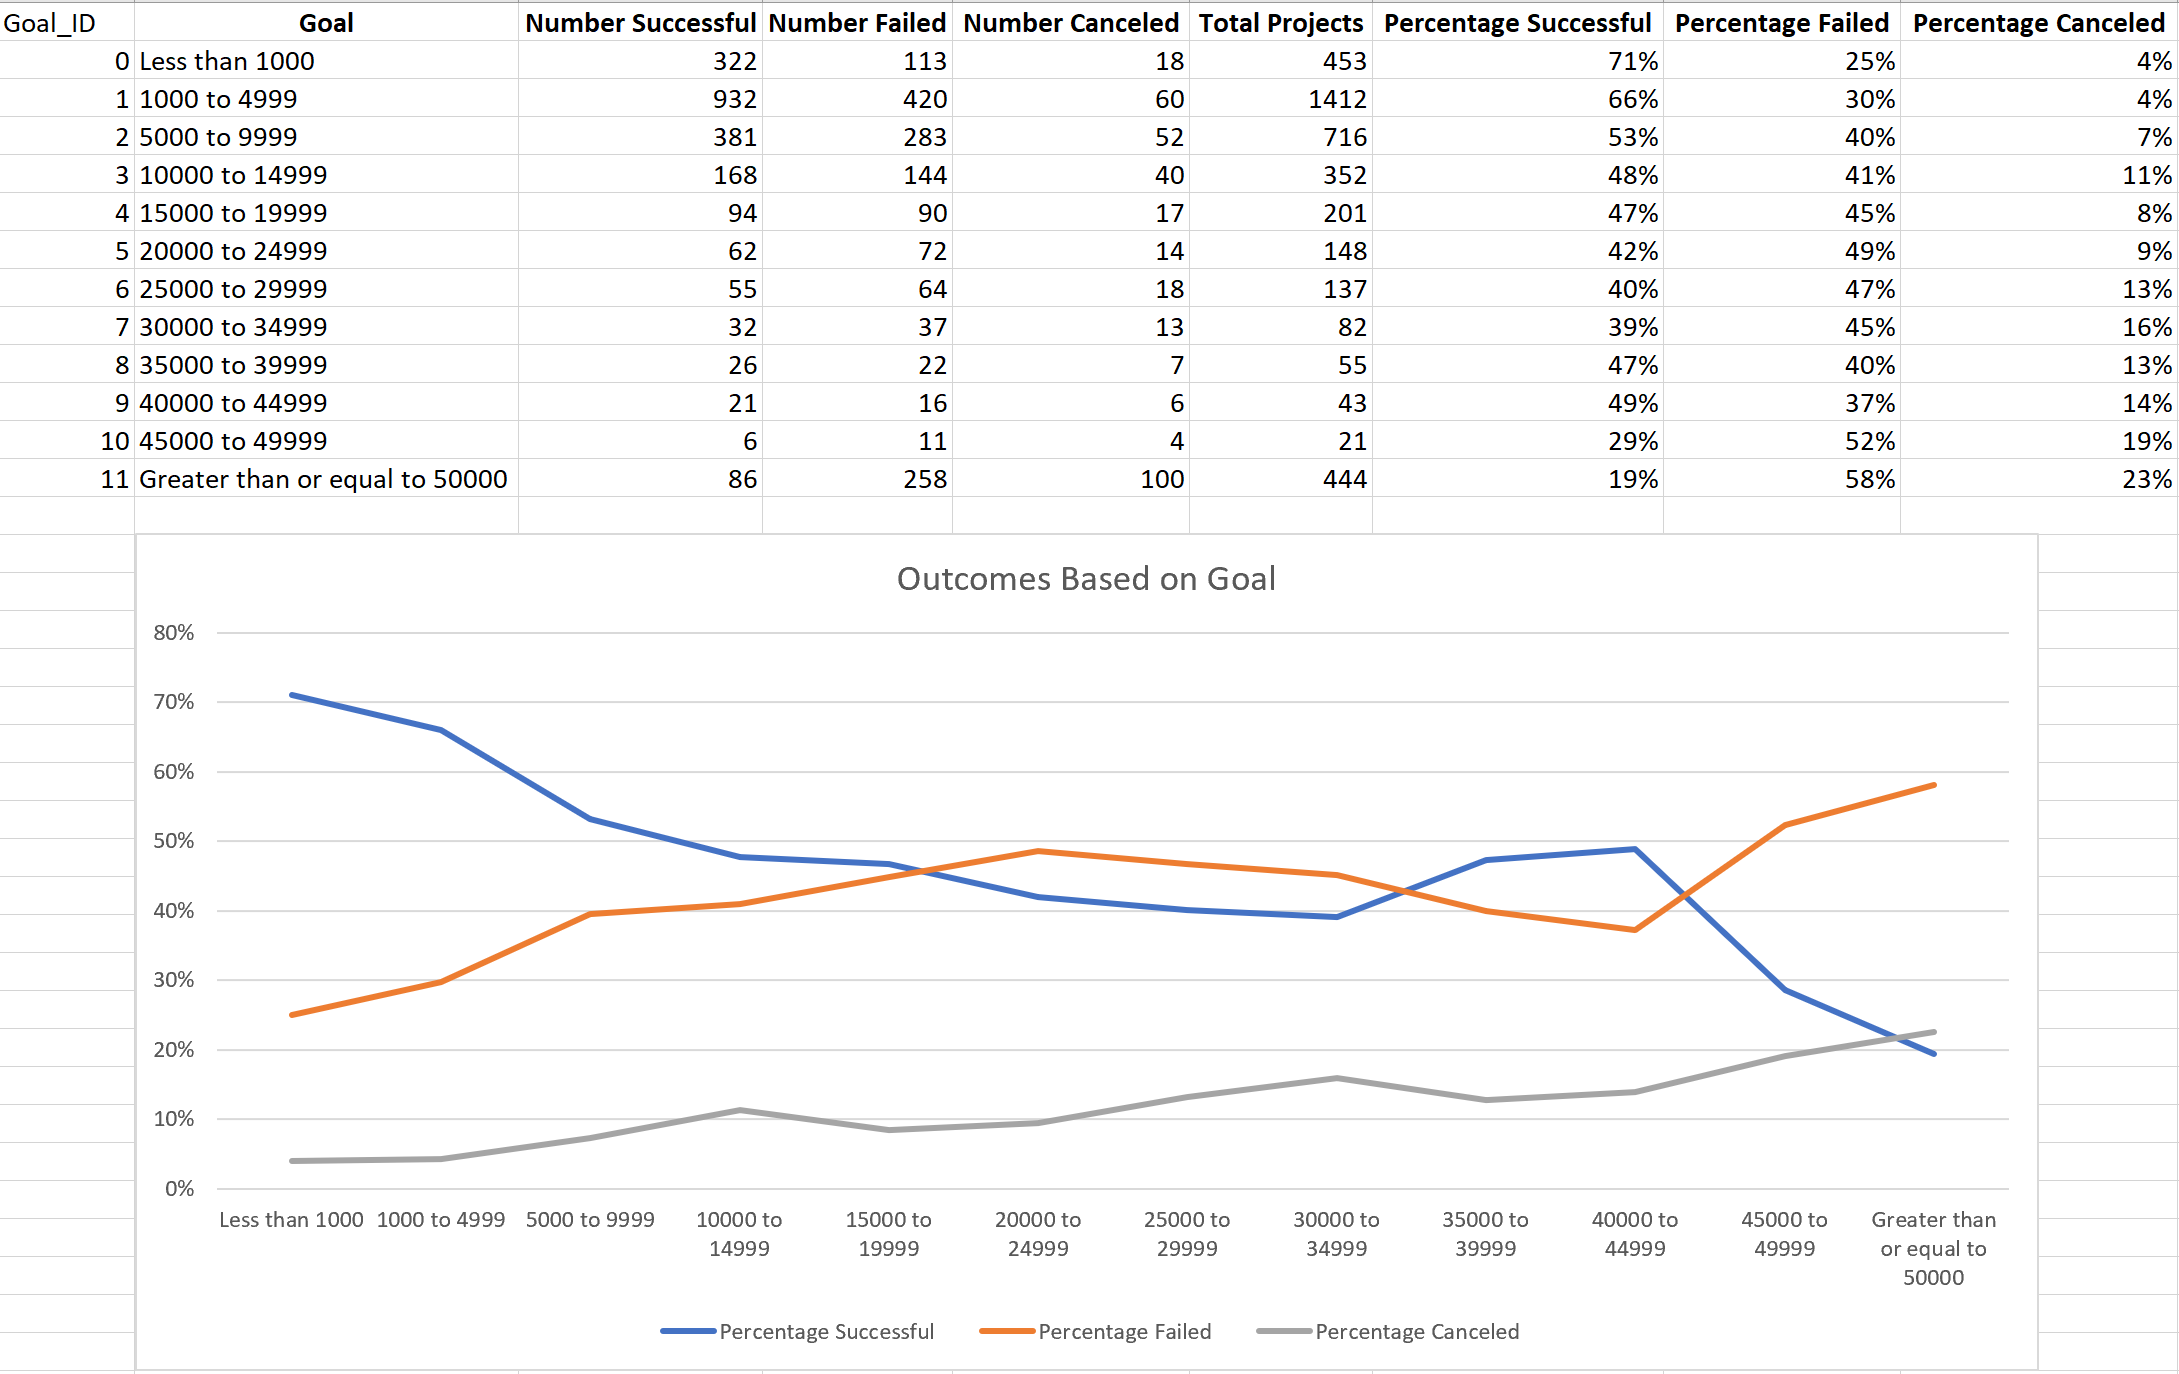 Goal_ID Goal Number Successful Number Failed Number Canceled Total Projects Percentage Successful Percentage Failed Percentage Canceled
0 Less than 1000 322 113 18 453 71% 25% 4%
1 1000 to 4999 932 420 60 1412 66% 30% 4%
2 5000 to 9999 381 283 52 716 53% 40% 7%
3 10000 to 14999 168 144 40 352 48% 41% 11%
4 15000 to 19999 94 90 17 201 47% 45% 8%
5 20000 to 24999 62 72 14 148 42% 49% 9%
6 25000 to 29999 55 64 18 137 40% 47% 13%
7 30000 to 34999 32 37 13 82 39% 45% 16%
8 35000 to 39999 26 22 7 55 47% 40% 13%
9 40000 to 44999 21 16 6 43 49% 37% 14%
10 45000 to 49999 6 11 4 21 29% 52% 19%
11 Greater than or equal to 50000 86 258 100 444 19% 58% 23%
Outcomes Based on Goal
80%
70%
60%
50%
40%
30%
20%
10%
0%
Less than 1000 1000 to 4999 5000 to 9999 10000 to 15000 to 20000 to 25000 to 30000 to 35000 to 40000 to 45000 to Greater than
14999 19999 24999 29999 34999 39999 44999 49999 or equal to
50000
Percentage Successful Percentage Failed Percentage Canceled